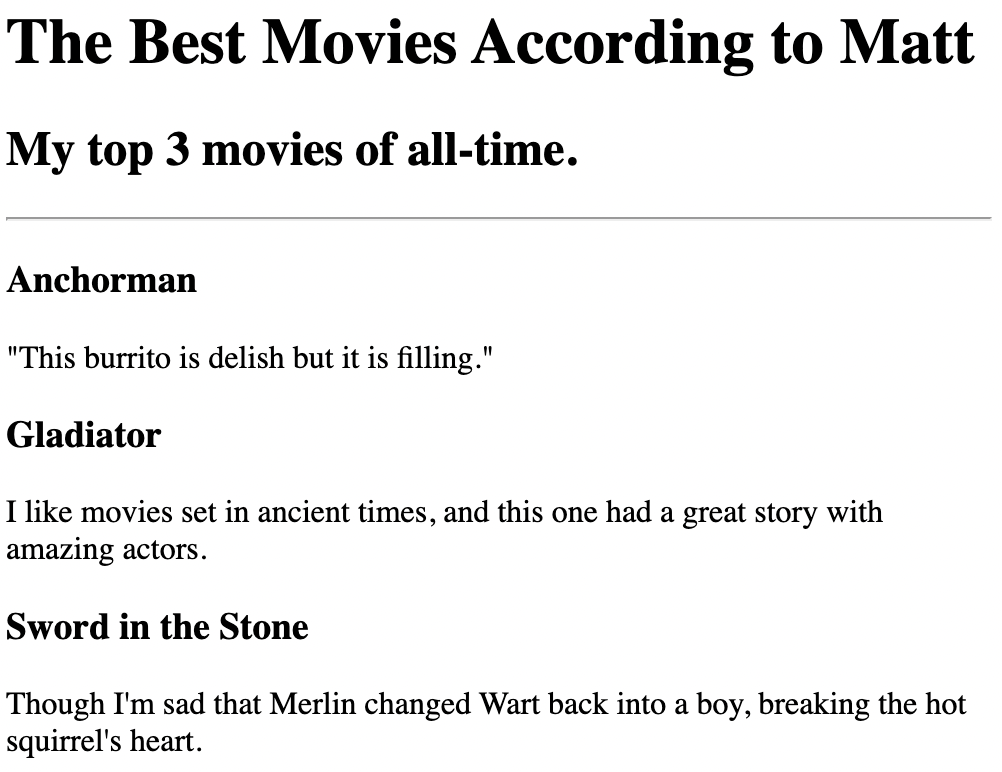 The Best Movies According to Matt
My top 3 movies of all-time.
Anchorman
"This burrito is delish but it is filling."
Gladiator
I like movies set in ancient times, and this one had a great story with
amazing actors.
Sword in the Stone
Though I'm sad that Merlin changed Wart back into a boy, breaking the hot
squirrel's heart.